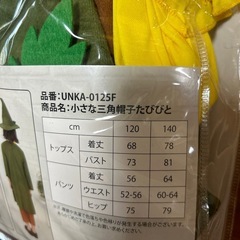 品番：UNKA-0125F
商品名：小さな三角帽子たびびと
cm 120 140
トップス 着丈 68 78
バスト 73 81
パンツ 着丈 56 64
ウエスト 52-56 60-64
ヒップ 75 79